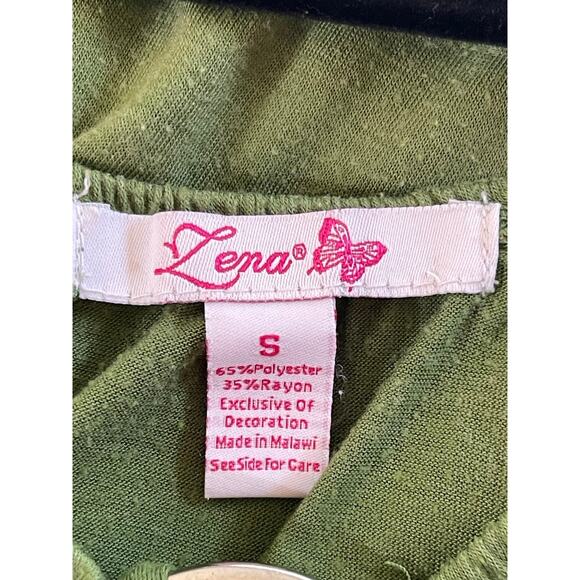 Zena®
S
65%Polyester
35%Rayon
Exclusive Of
Decoration
Made in Malawi
See Side For Care